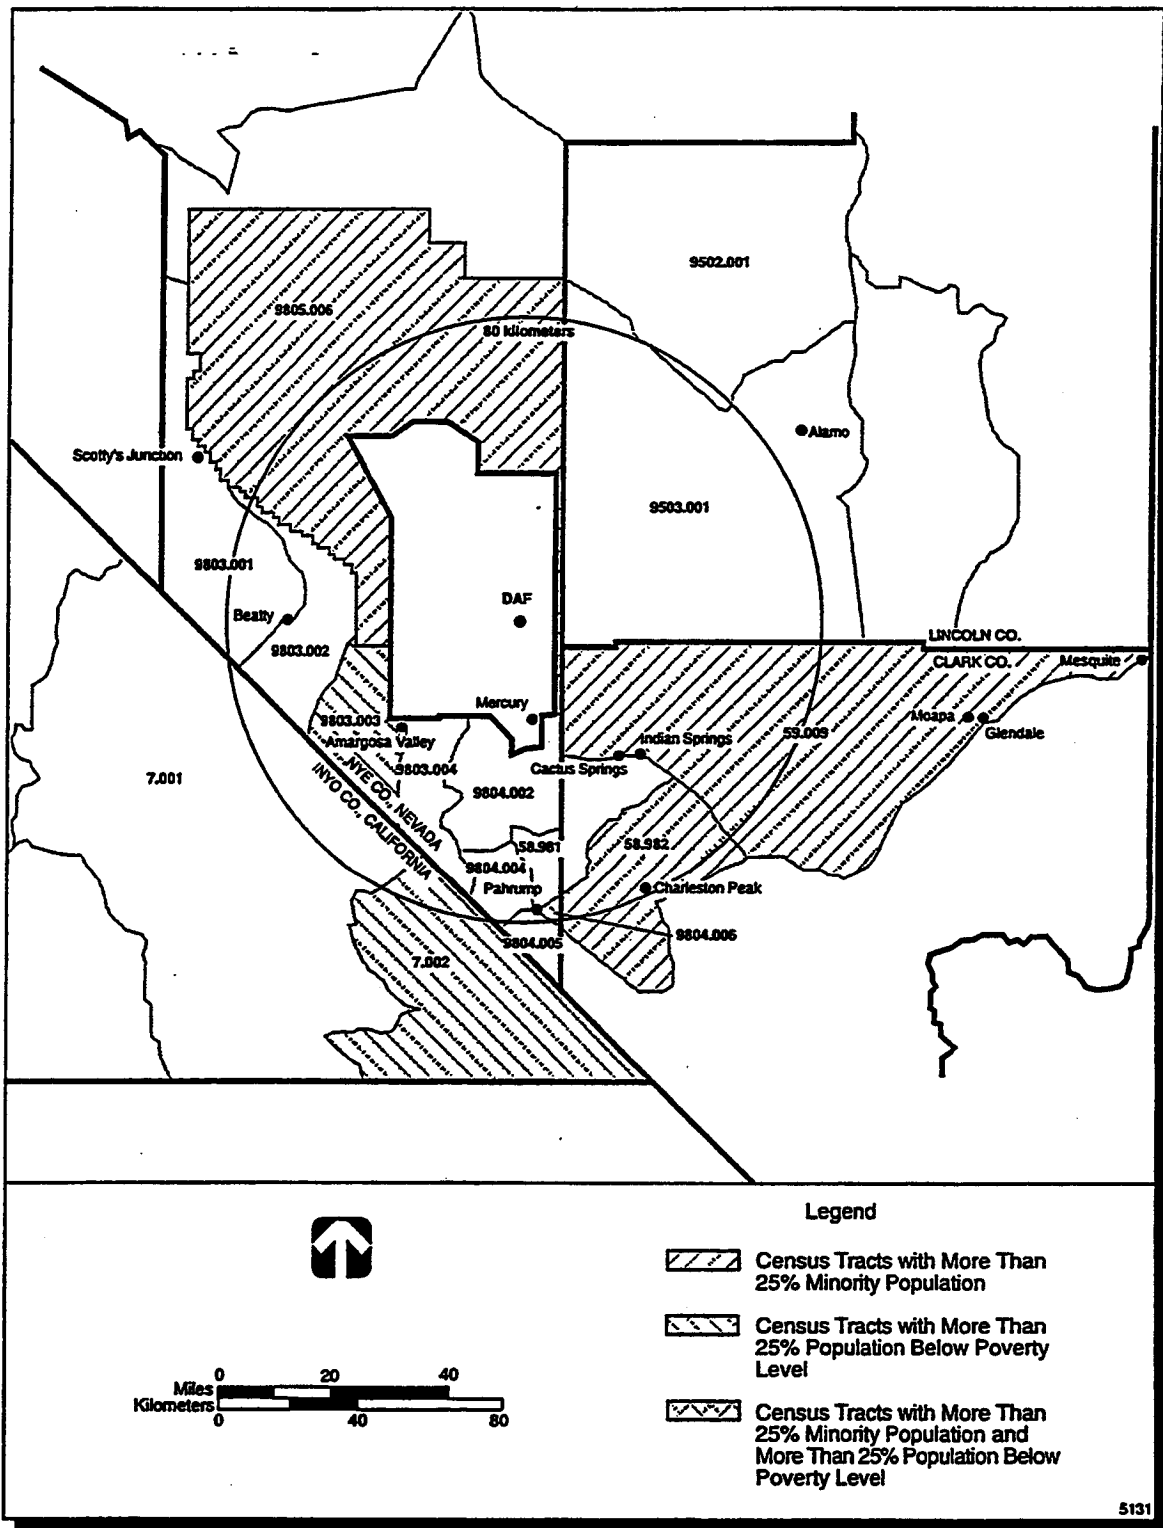 9502.001
9805.006
80 kilometers
Alamo
Scotty's Junction
9503.001
9803.001
DAF
Beatty
LINCOLN CO.
9803.002
CLARK CO.
Mesquite
Mercury
9803.003
Moapa
Amargosa Valley
Indian Springs
59.009
Glendale
9803.004
Cactus Springs
7.001
NYE CO., NEVADA
INYO CO., CALIFORNIA
9804.002
58.981
58.982
9804.004
Pahrump
Charleston Peak
9804.005
9804.006
7.002
Legend
Census Tracts with More Than
25% Minority Population
Census Tracts with More Than
25% Population Below Poverty
Level
Census Tracts with More Than
25% Minority Population and
More Than 25% Population Below
Poverty Level
0 20 40
Miles
Kilometers
0 40 80
5131